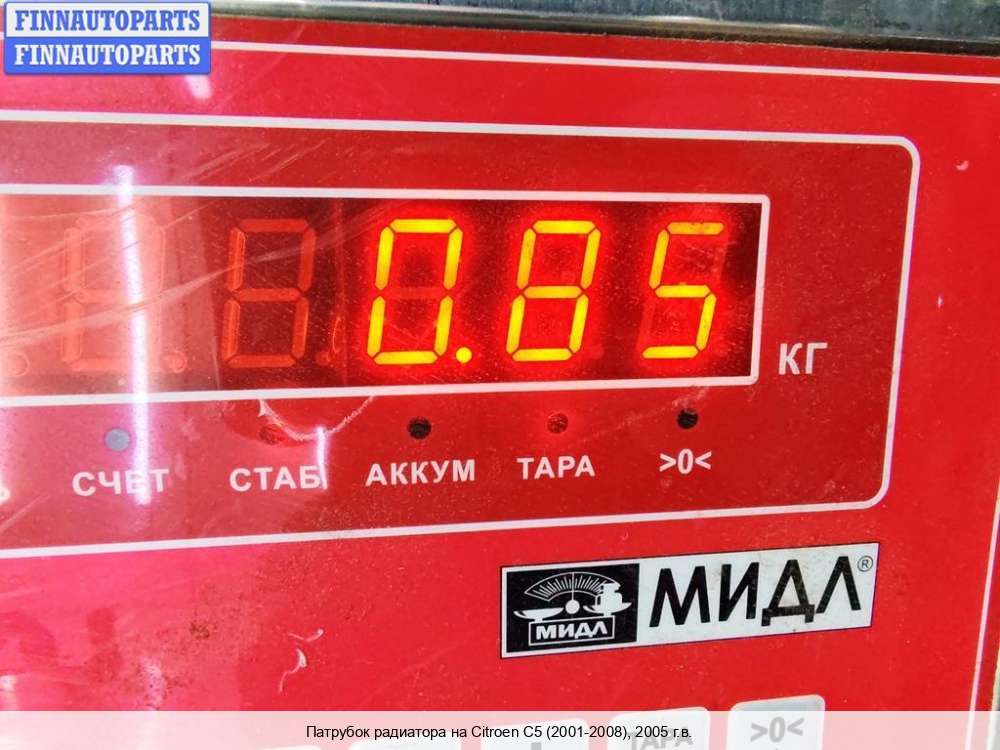 FINNAUTOPARTS
FINNAUTOPARTS
0.85
КГ
СЧЕТ
СТАБ
АККУМ
ТАРА
>0<
МИДЛ
МИДЛ®
ТАРА
>0<
Патрубок радиатора на Citroen C5 (2001-2008), 2005 г.в.